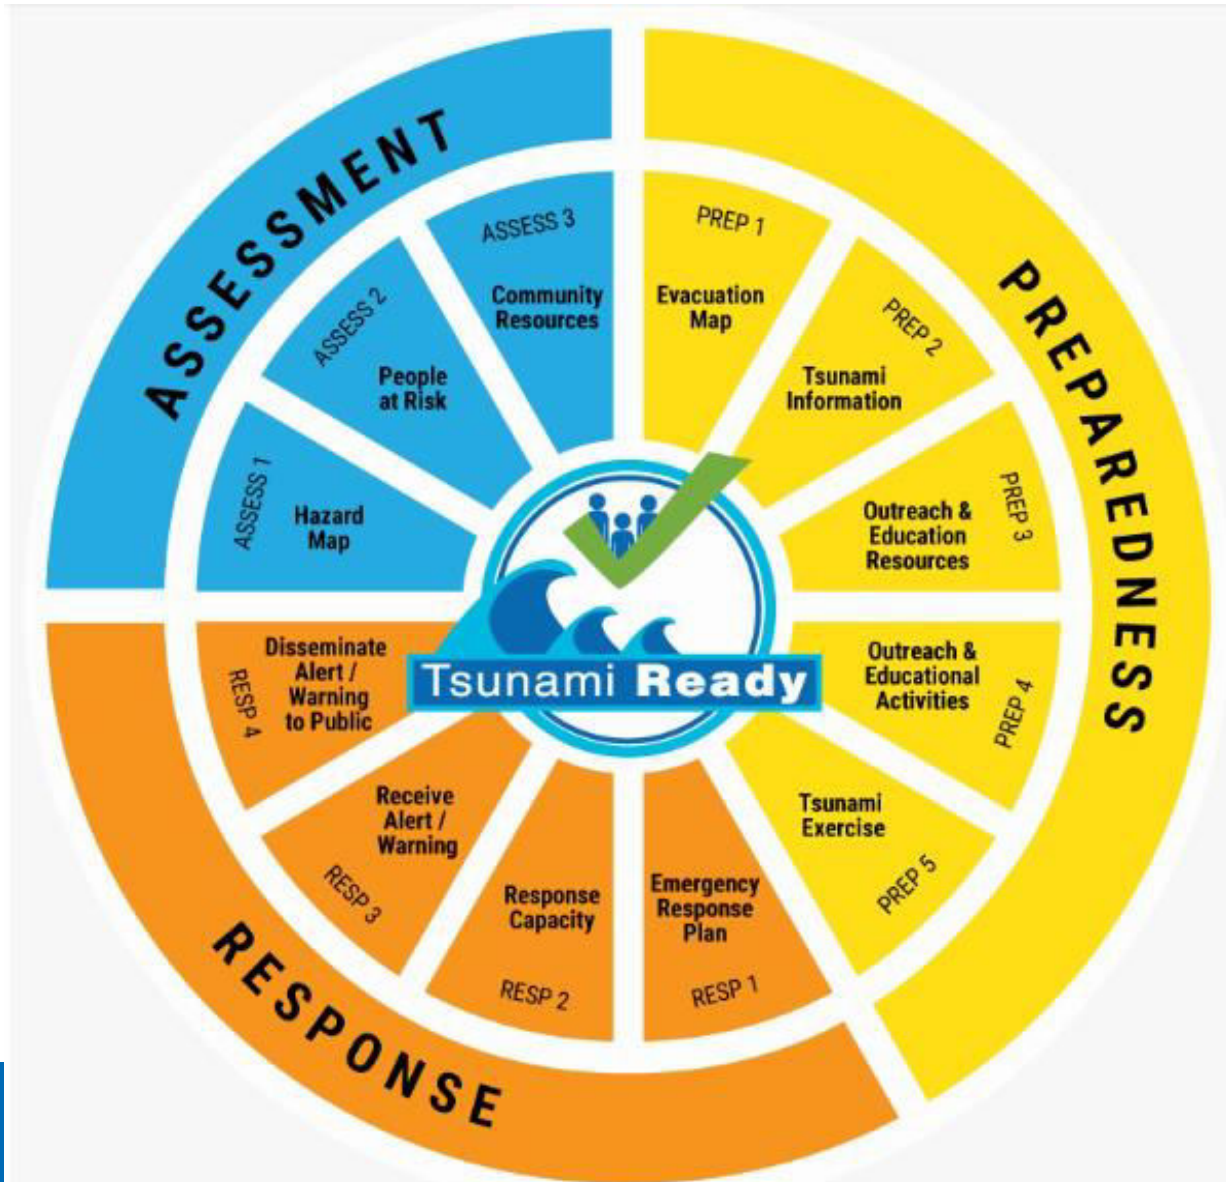 ASSESSMENT
ASSESS 1
Hazard
Map
ASSESS 2
People
at Risk
ASSESS 3
Community
Resources
PREPAREDNESS
PREP 1
Evacuation
Map
PREP 2
Tsunami
Information
PREP 3
Outreach &
Education
Resources
PREP 4
Outreach &
Educational
Activities
PREP 5
Tsunami
Exercise
RESPONSE
RESP 1
Emergency
Response
Plan
RESP 2
Response
Capacity
RESP 3
Receive
Alert /
Warning
RESP 4
Disseminate
Alert /
Warning
to Public
Tsunami Ready